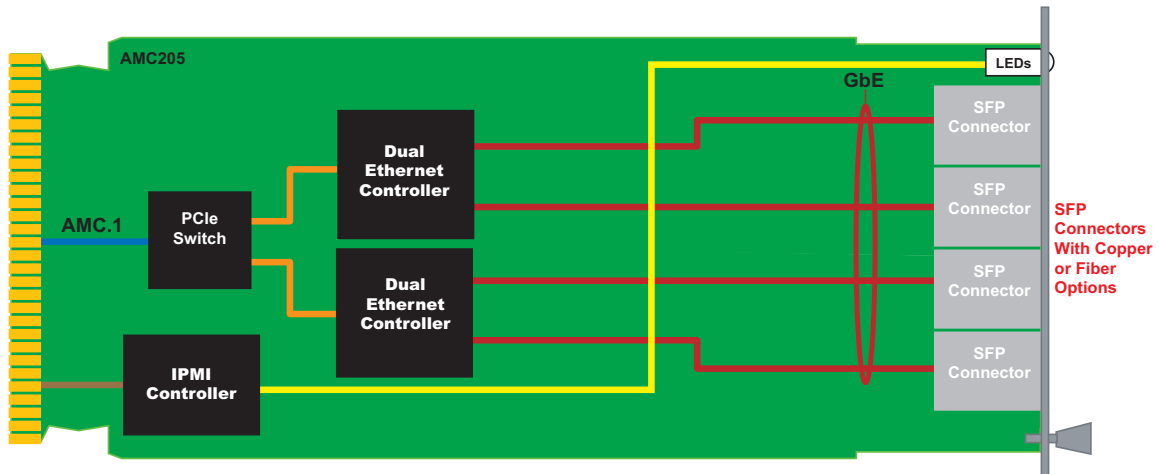 AMC205
LEDs
GbE
SFP
Connector
Dual
Ethernet
Controller
SFP
Connector
PCIe
Switch
AMC.1
SFP
Connectors
With Copper
or Fiber
Options
Dual
Ethernet
Controller
SFP
Connector
IPMI
Controller
SFP
Connector